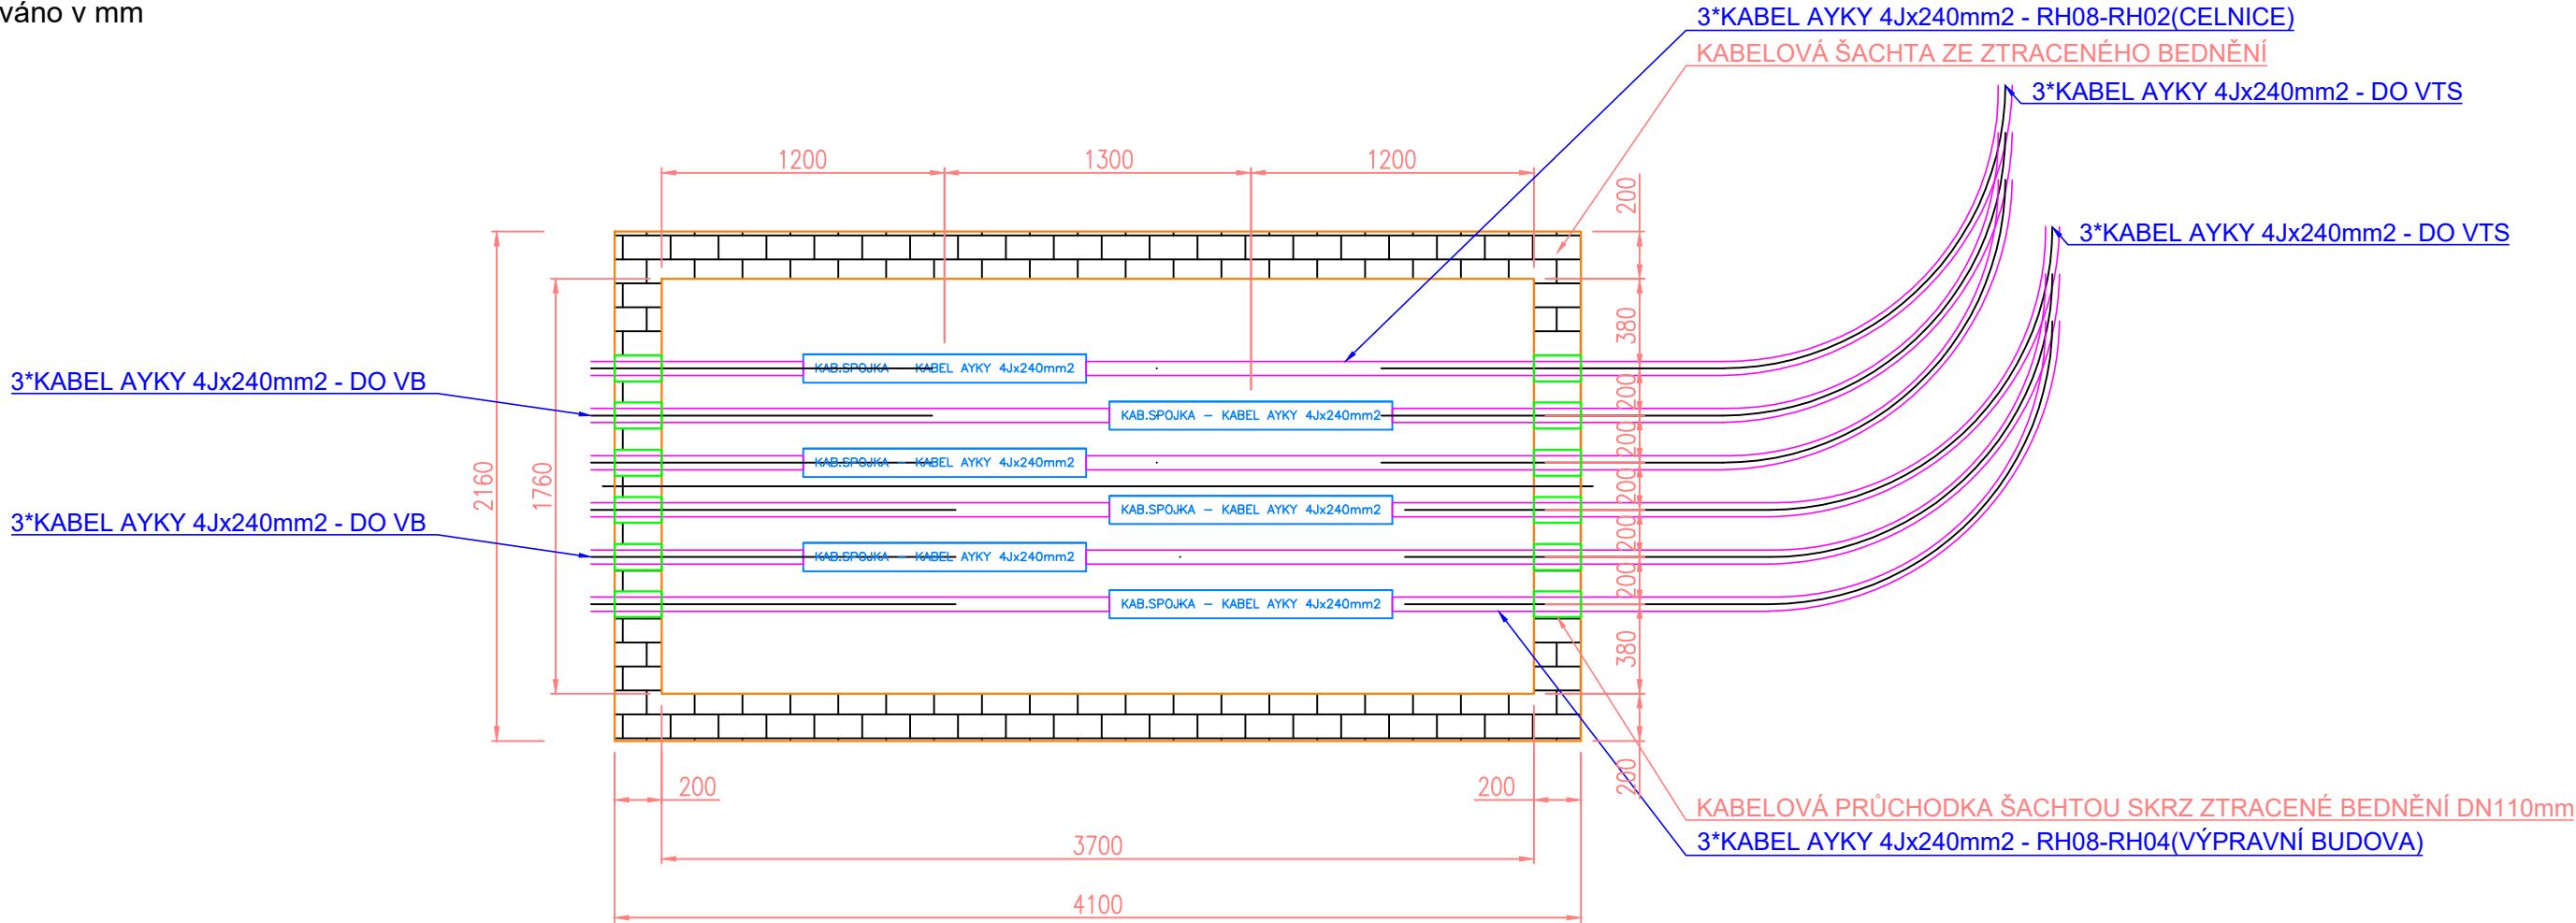 váno v mm
3*KABEL AYKY 4Jx240mm2 - RH08-RH02(CELNICE)
KABELOVÁ ŠACHTA ZE ZTRACENÉHO BEDNĚNÍ
3*KABEL AYKY 4Jx240mm2 - DO VTS
1200
1300
1200
200
3*KABEL AYKY 4Jx240mm2 - DO VTS
380
KAB.SPOJKA – KABEL AYKY 4Jx240mm2
3*KABEL AYKY 4Jx240mm2 - DO VB
200
KAB.SPOJKA – KABEL AYKY 4Jx240mm2
200
KAB.SPOJKA – KABEL AYKY 4Jx240mm2
2160
1760
200
KAB.SPOJKA – KABEL AYKY 4Jx240mm2
3*KABEL AYKY 4Jx240mm2 - DO VB
200
KAB.SPOJKA – KABEL AYKY 4Jx240mm2
200
KAB.SPOJKA – KABEL AYKY 4Jx240mm2
380
200
200
200
KABELOVÁ PRŮCHODKA ŠACHTOU SKRZ ZTRACENÉ BEDNĚNÍ DN110mm
3*KABEL AYKY 4Jx240mm2 - RH08-RH04(VÝPRAVNÍ BUDOVA)
3700
4100